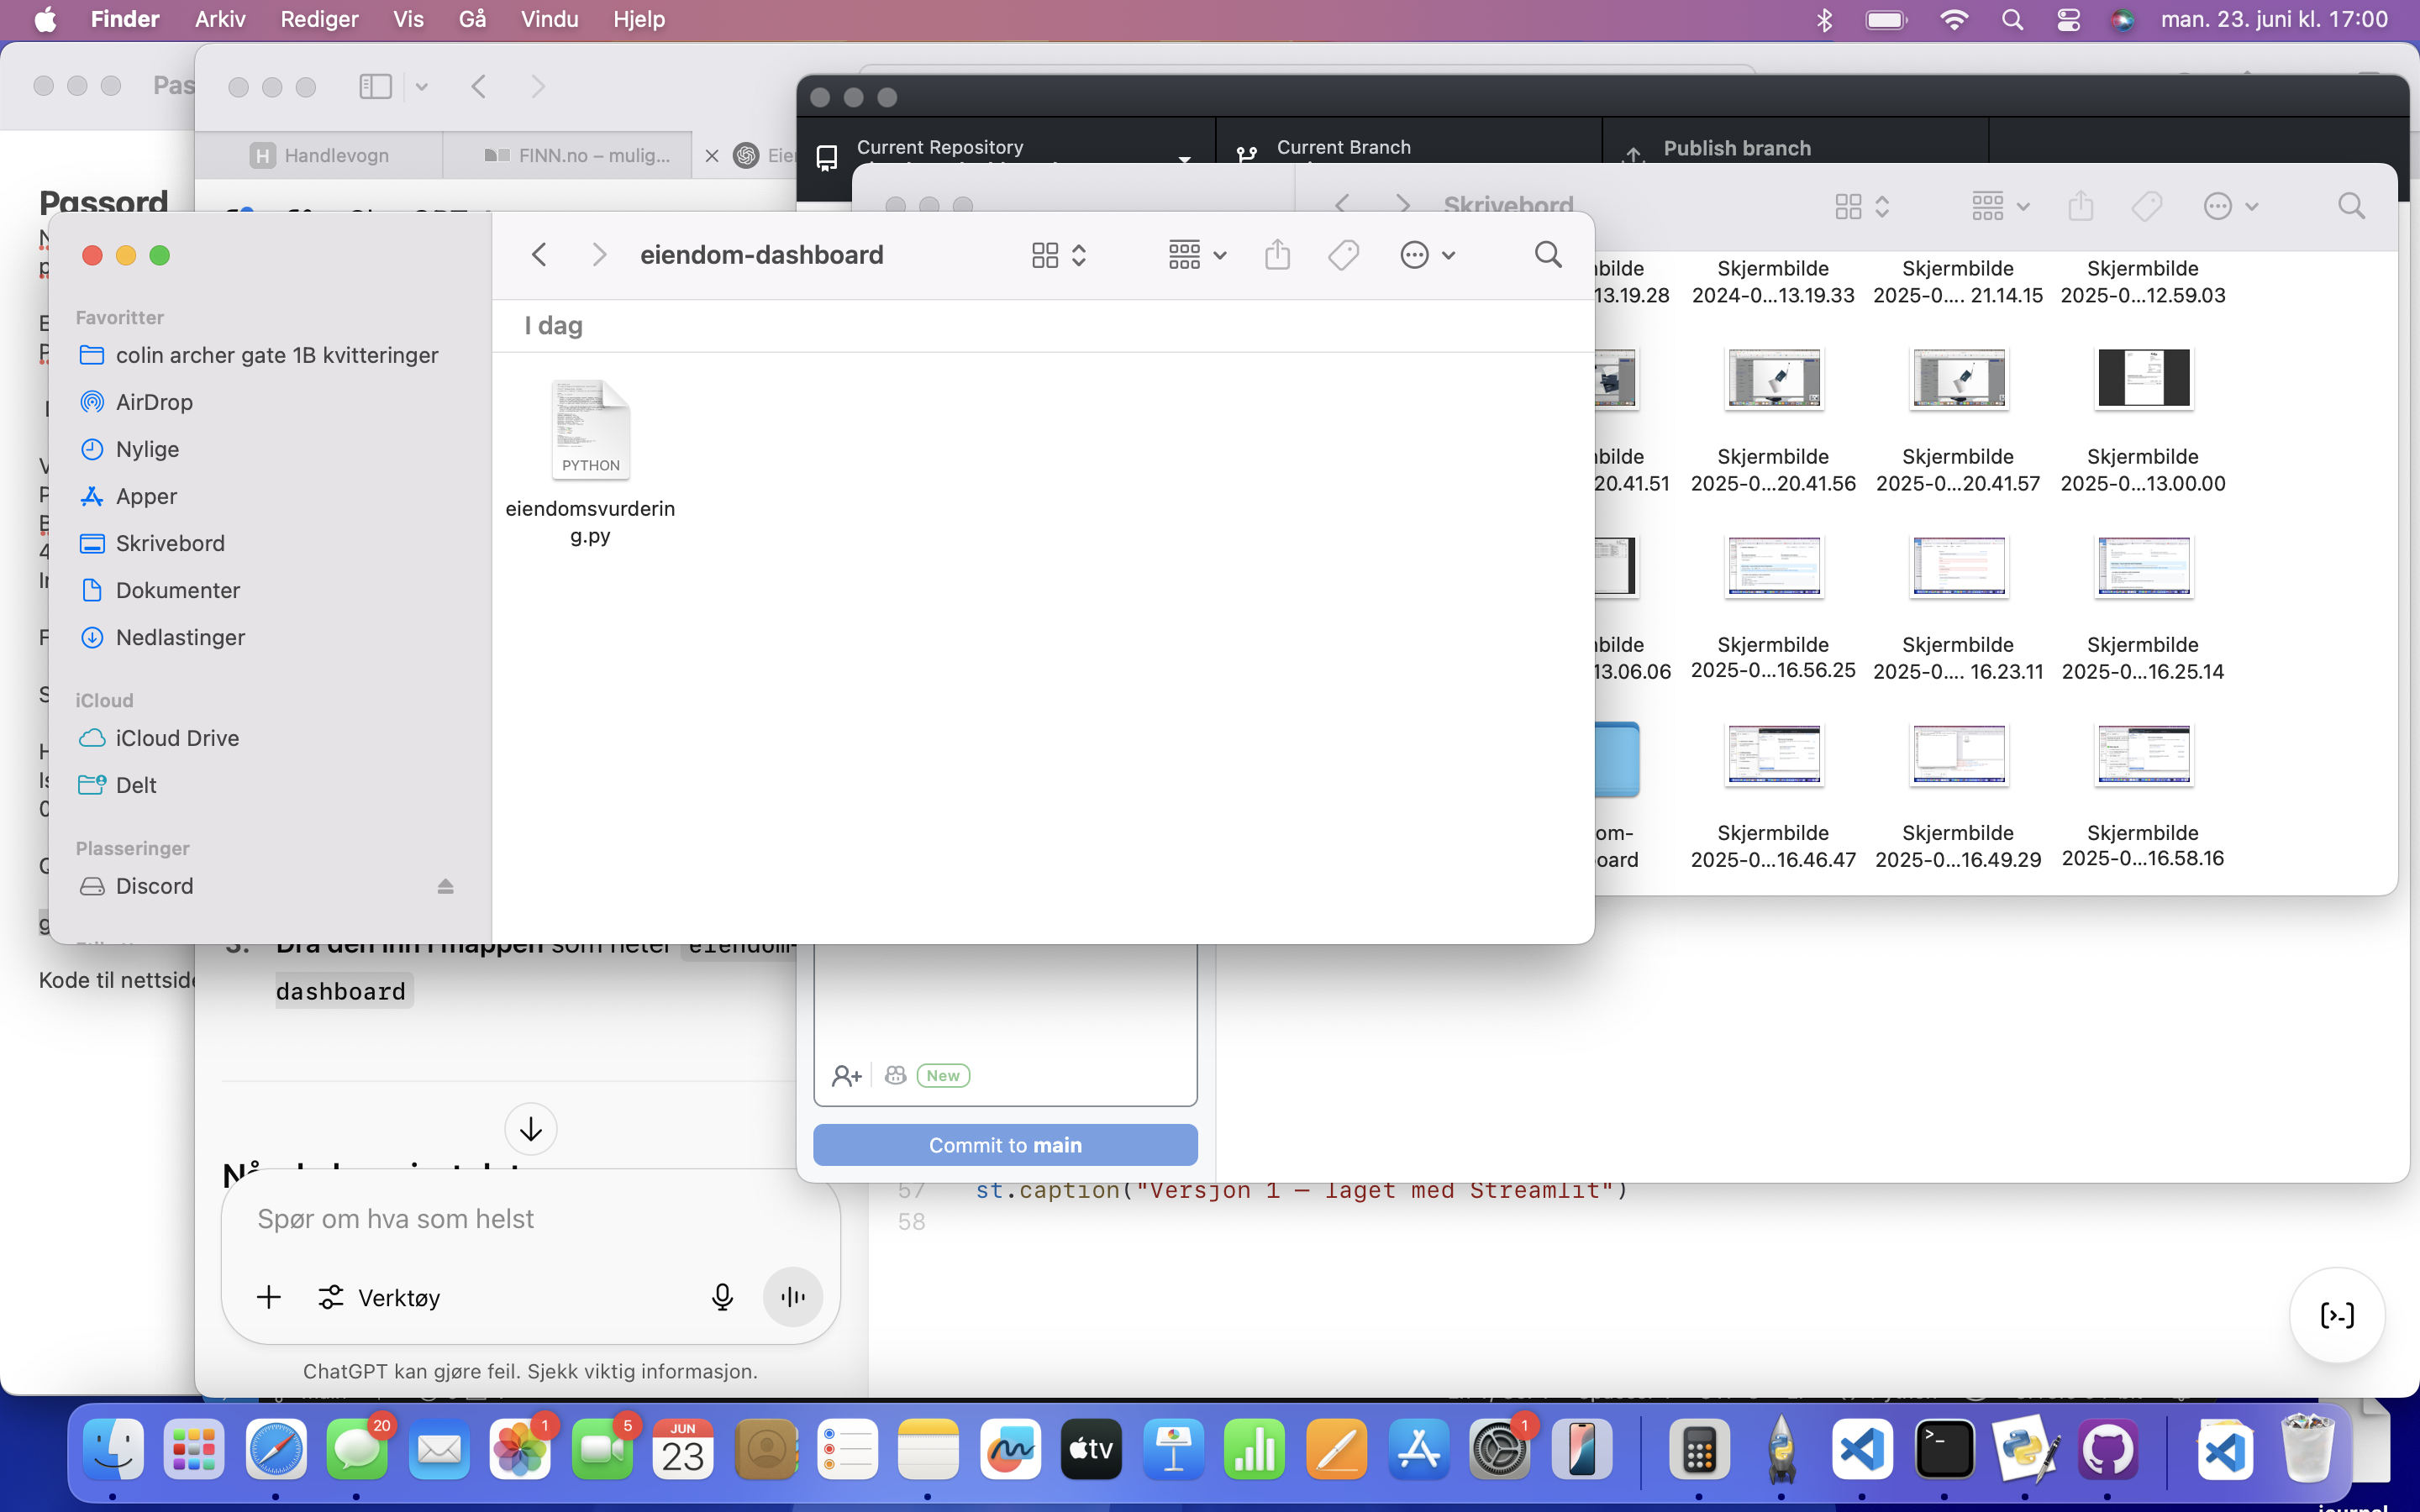 Finder Arkiv Rediger Vis Gå Vindu Hjelp man. 23. juni kl. 17:00
Handlevogn
FINN.no – mulig...
Current Repository
Current Branch
Publish branch
Skrivebord
Passord
eiendom-dashboard
I dag
PYTHON
eiendomsvurderin
g.py
Favoritter
colin archer gate 1B kvitteringer
AirDrop
Nylige
Apper
Skrivebord
Dokumenter
Nedlastinger
iCloud
iCloud Drive
Delt
Plasseringer
Discord
13.19.28
Skjermbilde
2024-0...13.19.33
Skjermbilde
2025-0.... 21.14.15
Skjermbilde
2025-0...12.59.03
20.41.51
Skjermbilde
2025-0...20.41.56
Skjermbilde
2025-0...20.41.57
Skjermbilde
2025-0...13.00.00
13.06.06
Skjermbilde
2025-0...16.56.25
Skjermbilde
2025-0.... 16.23.11
Skjermbilde
2025-0...16.25.14
Skjermbilde
2025-0...16.46.47
Skjermbilde
2025-0...16.49.29
Skjermbilde
2025-0...16.58.16
Kode til nettside
3. Dra den inn i mappen som heter eiendom-
dashboard
New
Commit to main
57 st.caption("Versjon 1 – laget med Streamlit")
58
Spør om hva som helst
Verktøy
ChatGPT kan gjøre feil. Sjekk viktig informasjon.
20
1
5
JUN
23
tv
1